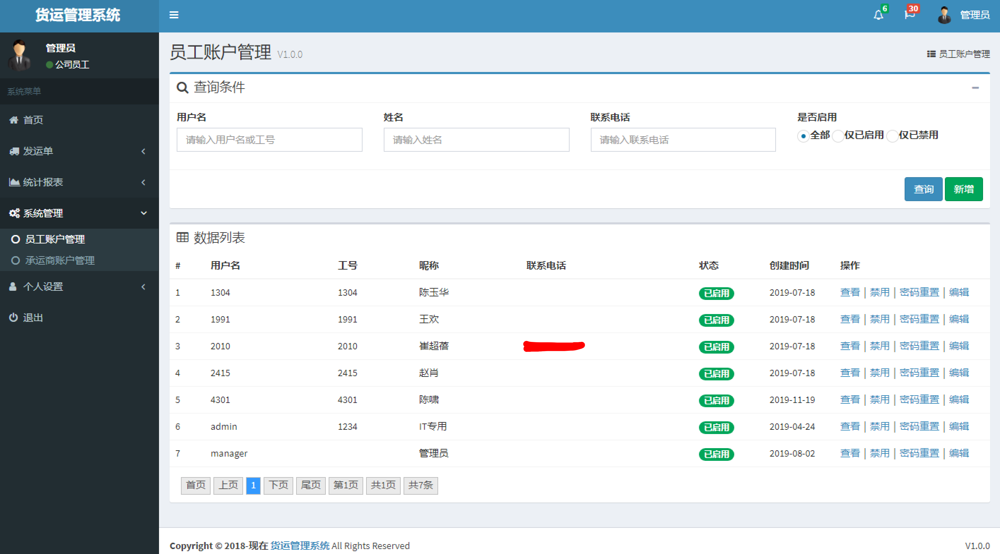 货运管理系统
6
30
管理员
管理员
公司员工
系统菜单
首页
发运单
统计报表
系统管理
员工账户管理
承运商账户管理
个人设置
退出
员工账户管理 V1.0.0
员工账户管理
查询条件
用户名 姓名 联系电话 是否启用
请输入用户名或工号 请输入姓名 请输入联系电话 全部 仅已启用 仅已禁用
查询 新增
数据列表
# 用户名 工号 昵称 联系电话 状态 创建时间 操作
1 1304 1304 陈玉华 已启用 2019-07-18 查看 | 禁用 | 密码重置 | 编辑
2 1991 1991 王欢 已启用 2019-07-18 查看 | 禁用 | 密码重置 | 编辑
3 2010 2010 崔超蓓 已启用 2019-07-18 查看 | 禁用 | 密码重置 | 编辑
4 2415 2415 赵肖 已启用 2019-07-18 查看 | 禁用 | 密码重置 | 编辑
5 4301 4301 陈啸 已启用 2019-11-19 查看 | 禁用 | 密码重置 | 编辑
6 admin 1234 IT专用 已启用 2019-04-24 查看 | 禁用 | 密码重置 | 编辑
7 manager 管理员 已启用 2019-08-02 查看 | 禁用 | 密码重置 | 编辑
首页 上页 1 下页 尾页 第1页 共1页 共7条
Copyright © 2018-现在 货运管理系统 All Rights Reserved
V1.0.0